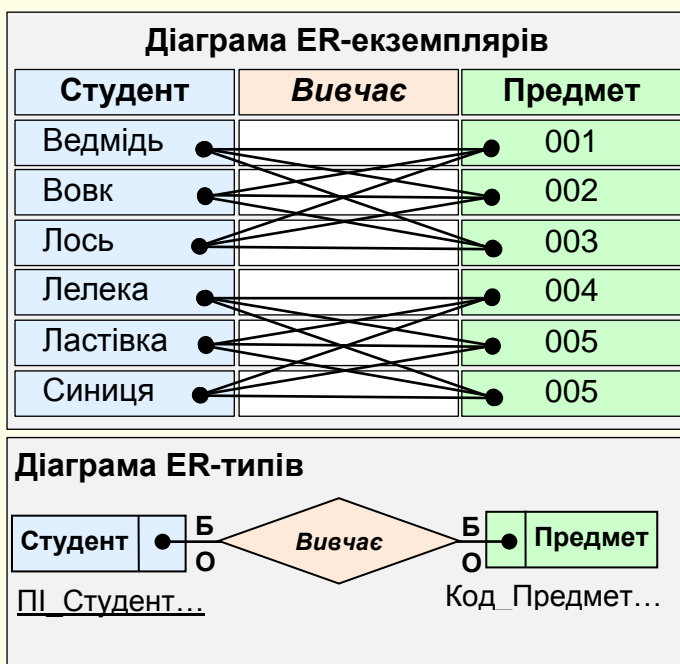 Діаграма ER-екземплярів
Студент Вивчає Предмет
Ведмідь 001
Вовк 002
Лось 003
Лелека 004
Ластівка 005
Синиця 005
Діаграма ER-типів
Студент Б О Вивчає Б О Предмет
ПІ_Студент… Код_Предмет…